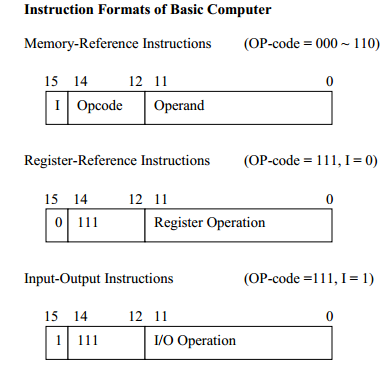 Instruction Formats of Basic Computer
Memory-Reference Instructions (OP-code = 000 ~ 110)
15 14 12 11 0
I Opcode Operand
Register-Reference Instructions (OP-code = 111, I = 0)
15 14 12 11 0
0 111 Register Operation
Input-Output Instructions (OP-code =111, I = 1)
15 14 12 11 0
1 111 I/O Operation